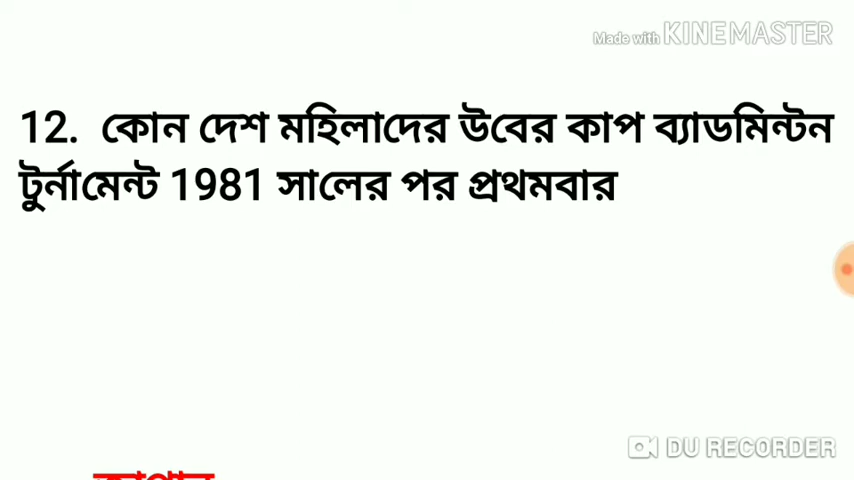 Made with KINEMASTER
12. কোন দেশ মহিলাদের উবের কাপ ব্যাডমিন্টন
টুর্নামেন্ট 1981 সালের পর প্রথমবার
DU RECORDER